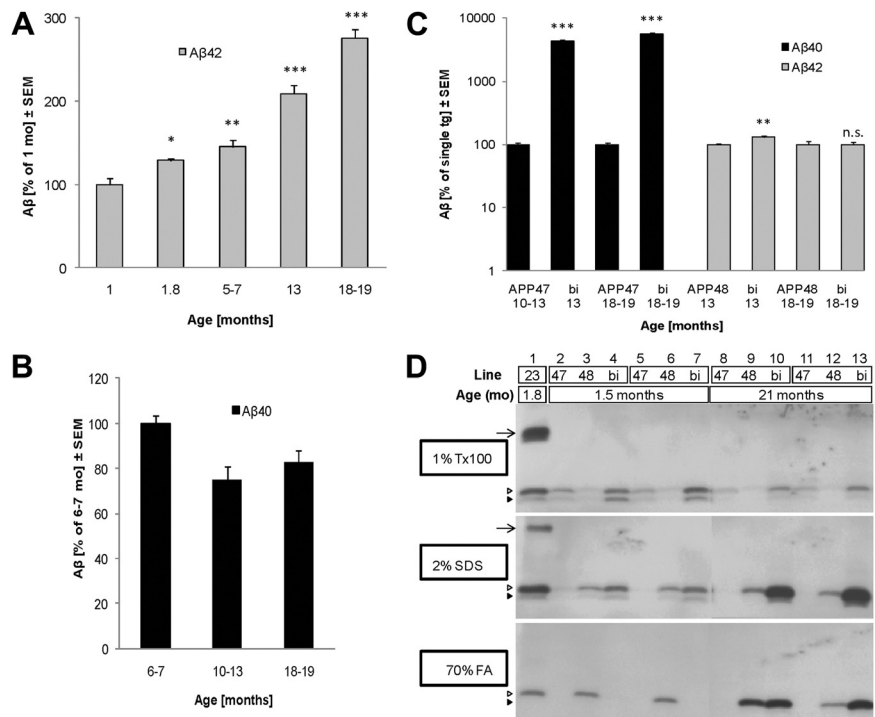 A
Aβ [% of 1 mo] ± SEM
300
200
100
0
Aβ42
*
**
***
***
1 1.8 5-7 13 18-19
Age [months]
B
Aβ [% of 6-7 mo] ± SEM
120
100
80
60
40
20
0
Aβ40
6-7 10-13 18-19
Age [months]
C
Aβ [% of single tg] ± SEM
10000
1000
100
10
1
***
***
Aβ40
Aβ42
**
n.s.
APP47 bi APP47 bi APP48 bi APP48 bi
10-13 13 18-19 18-19 13 13 18-19 18-19
Age [months]
D
1 2 3 4 5 6 7 8 9 10 11 12 13
Line 23 47 48 bi 47 48 bi 47 48 bi 47 48 bi
Age (mo) 1.8 1.5 months 21 months
1% Tx100
2% SDS
70% FA